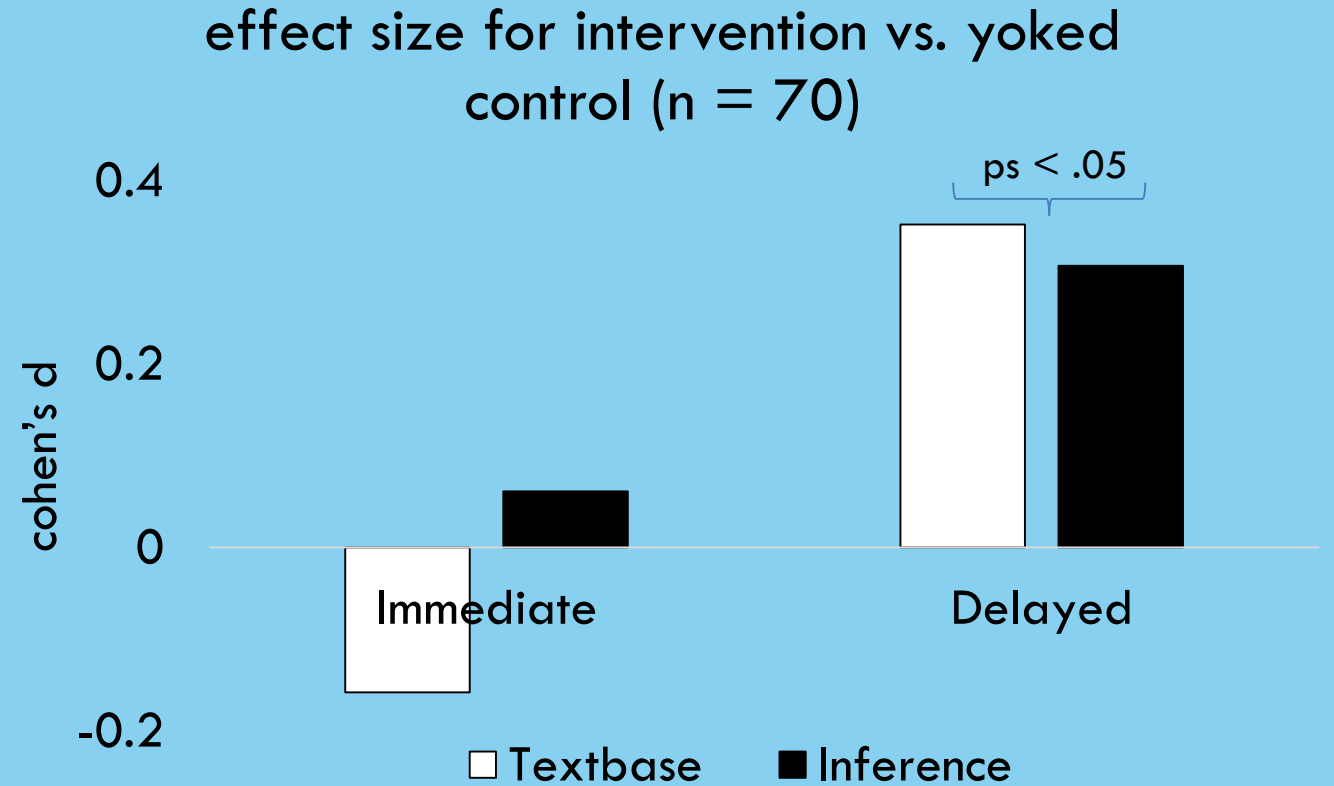 effect size for intervention vs. yoked
control (n = 70)
ps < .05
0.4
0.2
0
-0.2
cohen's d
Immediate
Delayed
Textbase
Inference